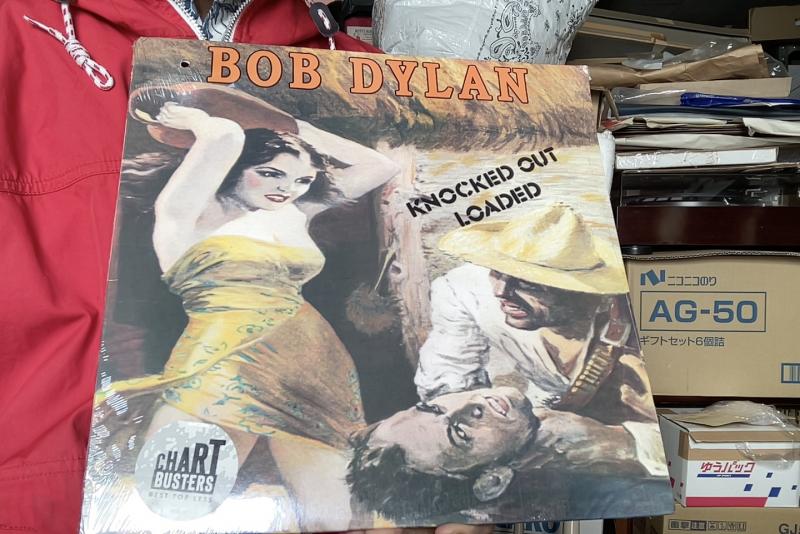 BOB DYLAN
KNOCKED OUT
LOADED
CHART
BUSTERS
BEST FOR LESS
ニコニコのり
AG-50
ギフトセット6個詰
ゆうパック